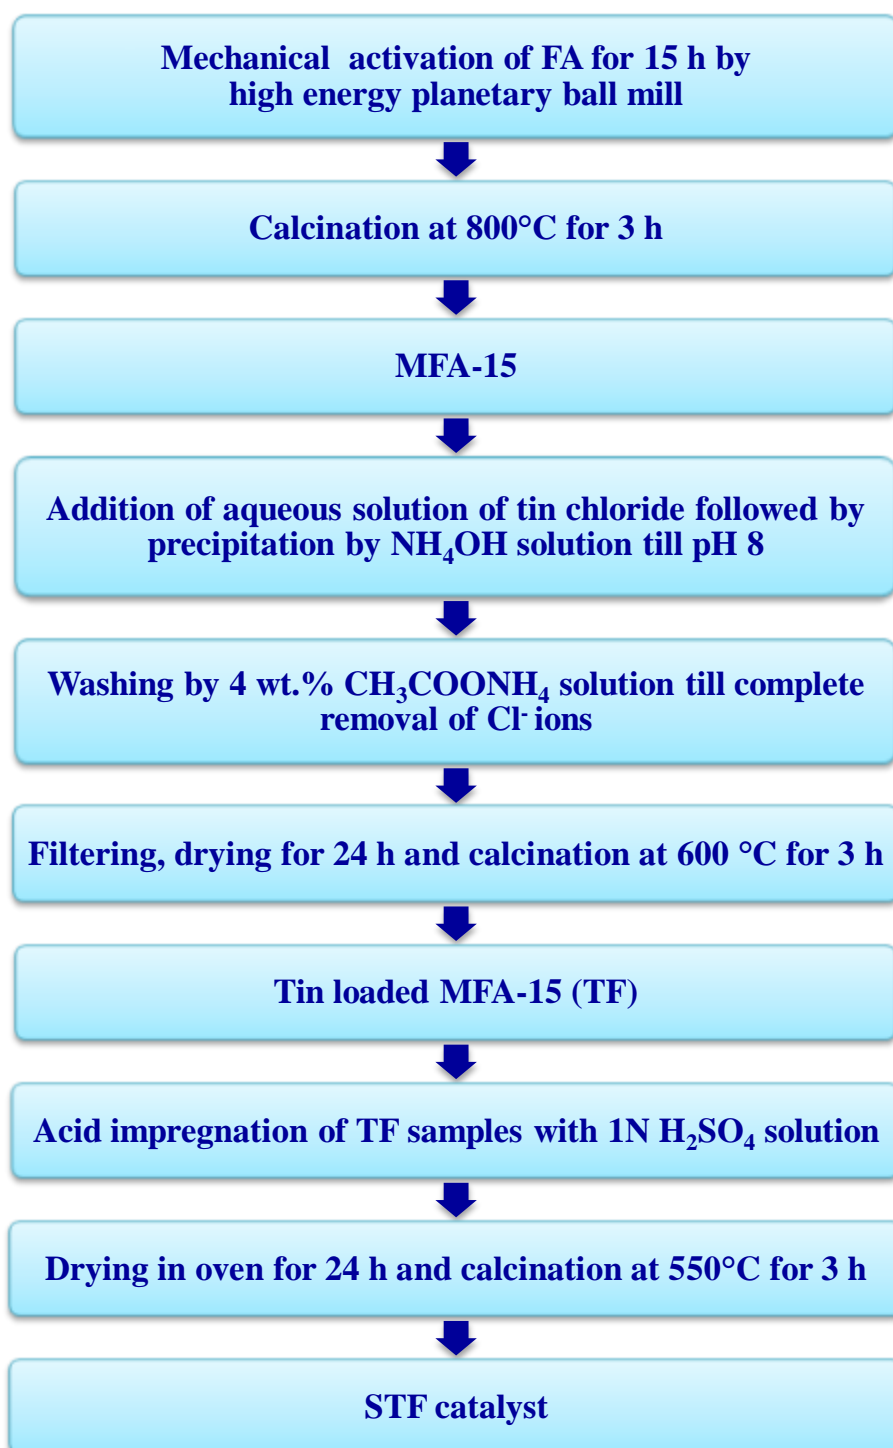 Mechanical activation of FA for 15 h by
high energy planetary ball mill
Calcination at 800°C for 3 h
MFA-15
Addition of aqueous solution of tin chloride followed by
precipitation by NH₄OH solution till pH 8
Washing by 4 wt.% CH₃COONH₄ solution till complete
removal of Cl⁻ ions
Filtering, drying for 24 h and calcination at 600 °C for 3 h
Tin loaded MFA-15 (TF)
Acid impregnation of TF samples with 1N H₂SO₄ solution
Drying in oven for 24 h and calcination at 550°C for 3 h
STF catalyst